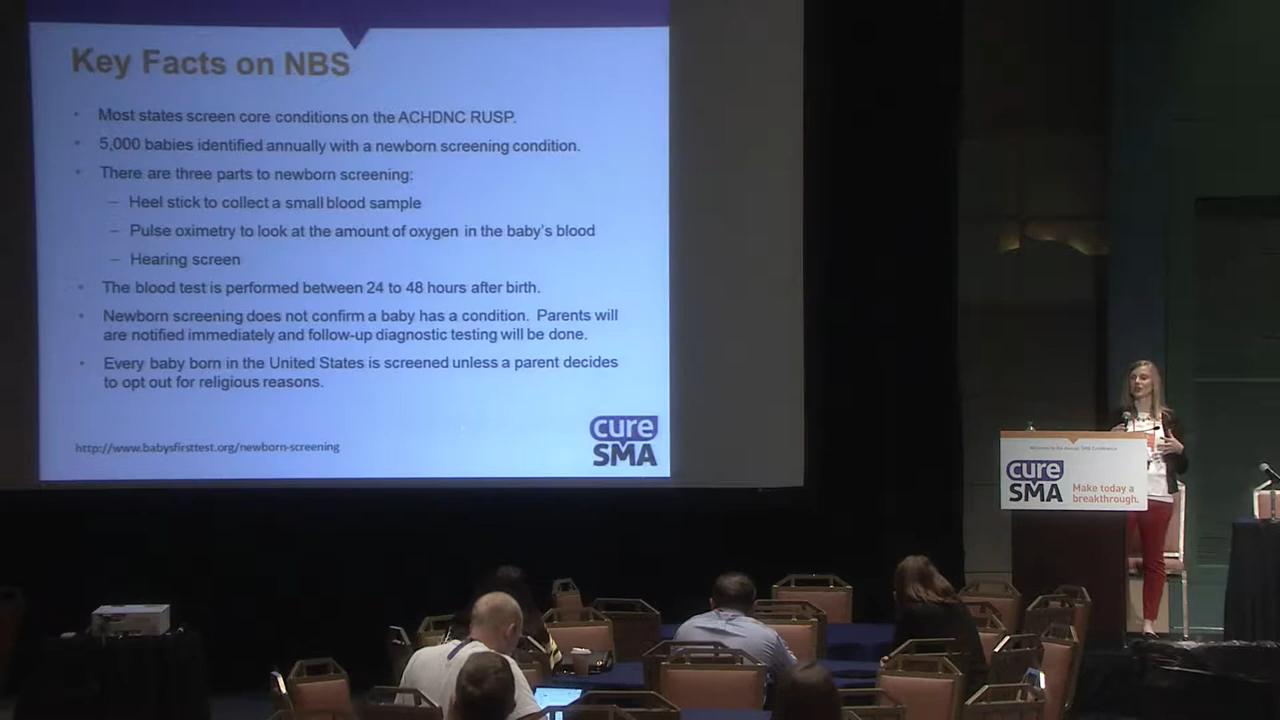 Key Facts on NBS
• Most states screen core conditions on the ACHDNC RUSP.
• 5,000 babies identified annually with a newborn screening condition.
• There are three parts to newborn screening:
– Heel stick to collect a small blood sample
– Pulse oximetry to look at the amount of oxygen in the baby's blood
– Hearing screen
• The blood test is performed between 24 to 48 hours after birth.
• Newborn screening does not confirm a baby has a condition. Parents will
are notified immediately and follow-up diagnostic testing will be done.
• Every baby born in the United States is screened unless a parent decides
to opt out for religious reasons.
http://www.babysfirsttest.org/newborn-screening
cure
SMA
Welcome to the Annual SMA Conference
cure
SMA
Make today a
breakthrough.